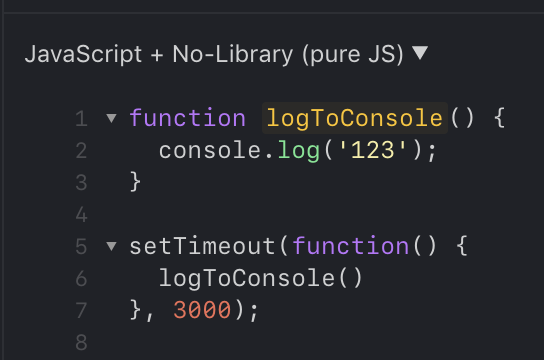 JavaScript + No-Library (pure JS) ▼
1 ▼ function logToConsole() {
2 console.log('123');
3 }
4
5 ▼ setTimeout(function() {
6 logToConsole()
7 }, 3000);
8